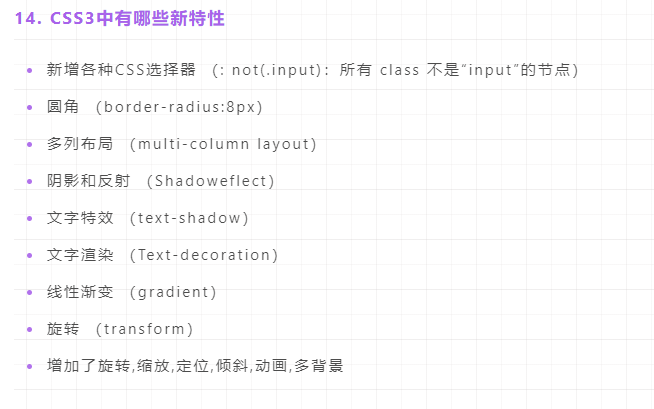 14. CSS3中有哪些新特性
新增各种CSS选择器 （: not(.input)：所有 class 不是“input”的节点）
圆角 （border-radius:8px）
多列布局 （multi-column layout）
阴影和反射 （Shadoweflect）
文字特效 （text-shadow）
文字渲染 （Text-decoration）
线性渐变 （gradient）
旋转 （transform）
增加了旋转,缩放,定位,倾斜,动画,多背景